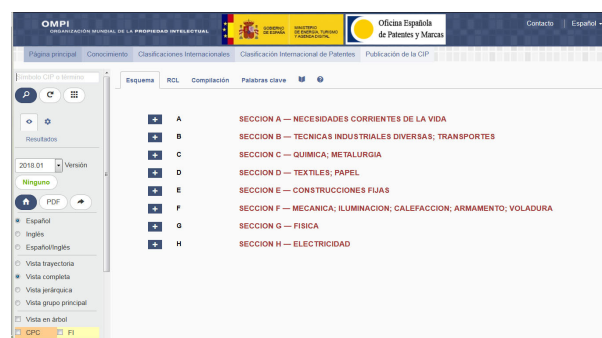 OMPI
ORGANIZACIÓN MUNDIAL DE LA PROPIEDAD INTELECTUAL
GOBIERNO DE ESPAÑA
MINISTERIO DE ENERGÍA, TURISMO Y AGENDA DIGITAL
Oficina Española
de Patentes y Marcas
Contacto | Español
Página principal Conocimiento Clasificaciones Internacionales Clasificación Internacional de Patentes Publicación de la CIP
Símbolo CIP o término
Esquema RCL Compilación Palabras clave
Resultados
2018.01 Versión
Ninguno
PDF
Español
Inglés
Español/Inglés
Vista trayectoria
Vista completa
Vista jerárquica
Vista grupo principal
Vista en árbol
CPC FI
A SECCION A — NECESIDADES CORRIENTES DE LA VIDA
B SECCION B — TECNICAS INDUSTRIALES DIVERSAS; TRANSPORTES
C SECCION C — QUIMICA; METALURGIA
D SECCION D — TEXTILES; PAPEL
E SECCION E — CONSTRUCCIONES FIJAS
F SECCION F — MECANICA; ILUMINACION; CALEFACCION; ARMAMENTO; VOLADURA
G SECCION G — FISICA
H SECCION H — ELECTRICIDAD